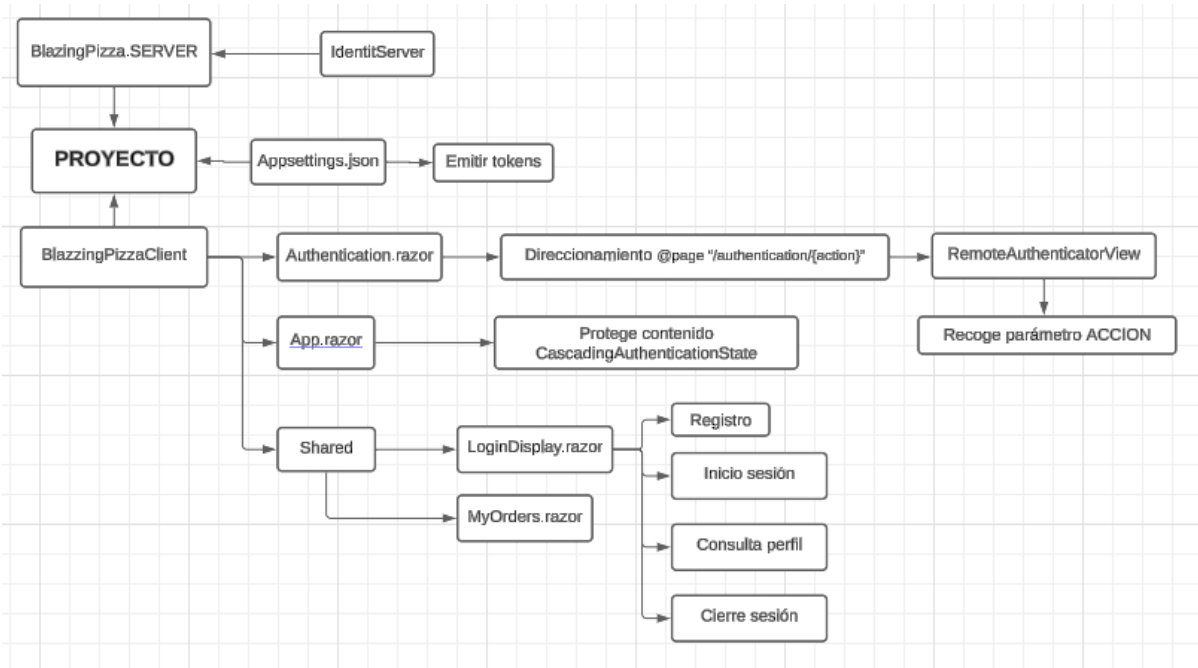 BlazingPizza.SERVER
IdentitServer
PROYECTO
Appsettings.json
Emitir tokens
BlazzingPizzaClient
Authentication.razor
Direccionamiento @page "/authentication/{action}"
RemoteAuthenticatorView
App.razor
Protege contenido
CascadingAuthenticationState
Recoge parámetro ACCION
Shared
LoginDisplay.razor
Registro
Inicio sesión
MyOrders.razor
Consulta perfil
Cierre sesión